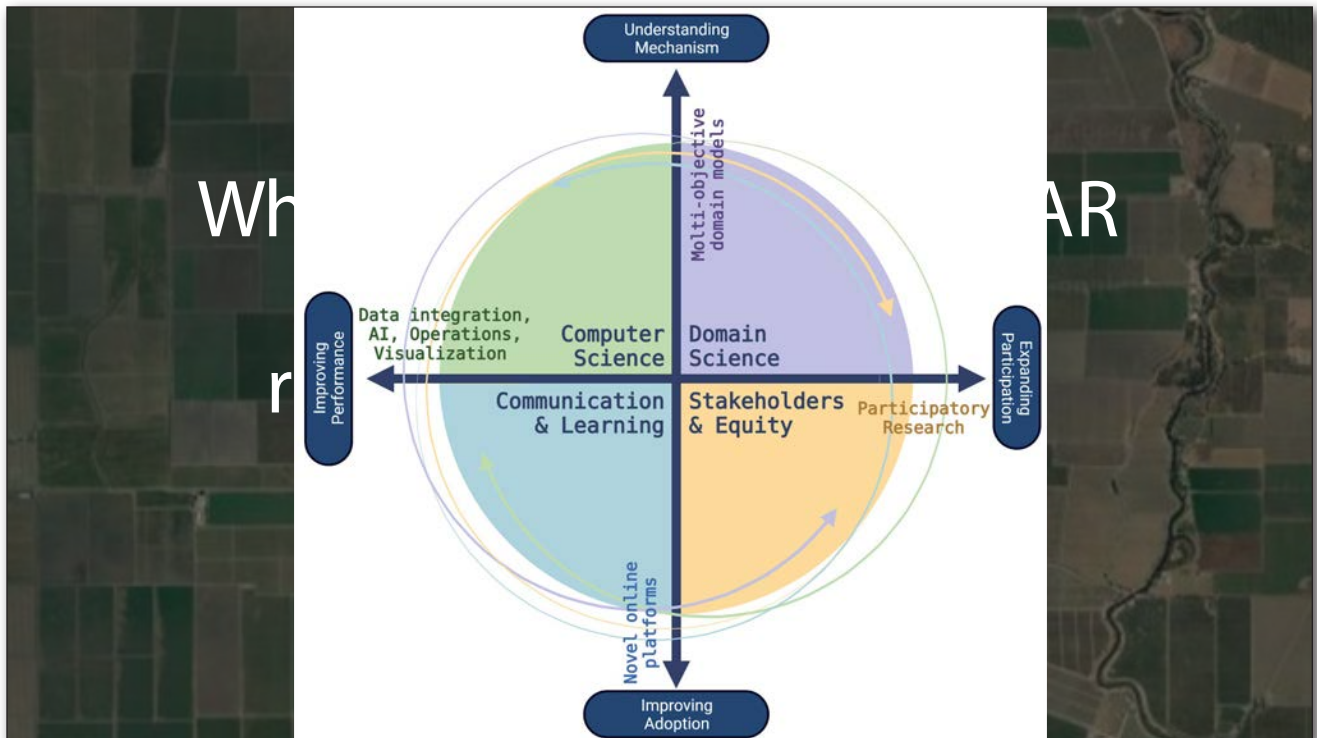 Understanding
Mechanism
Molti-objective
domain models
Wh
AR
Data integration,
AI, Operations,
Visualization
Computer
Science
Domain
Science
Improving
Performance
Expanding
Participation
Communication
& Learning
Stakeholders
& Equity
Participatory
Research
Novel online
platforms
Improving
Adoption